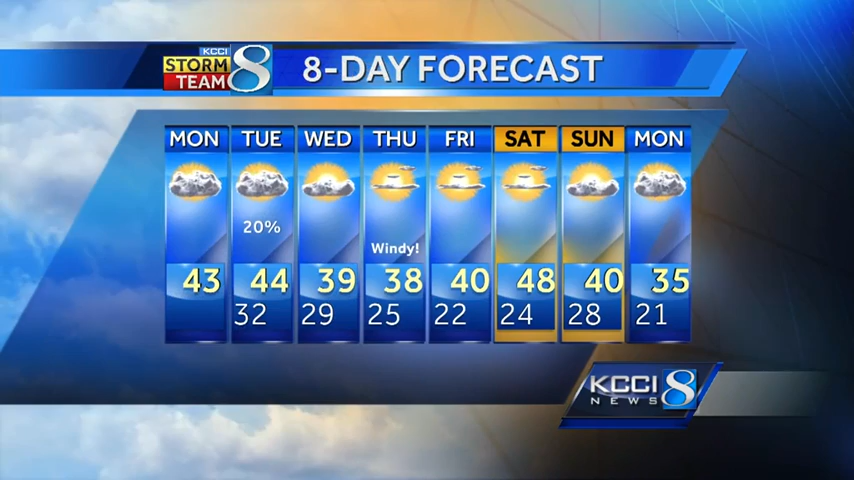 KCCI
STORM
TEAM 8
8-DAY FORECAST
MON TUE WED THU FRI SAT SUN MON
20%
Windy!
43 44 39 38 40 48 40 35
32 29 25 22 24 28 21
KCCI 8
NEWS